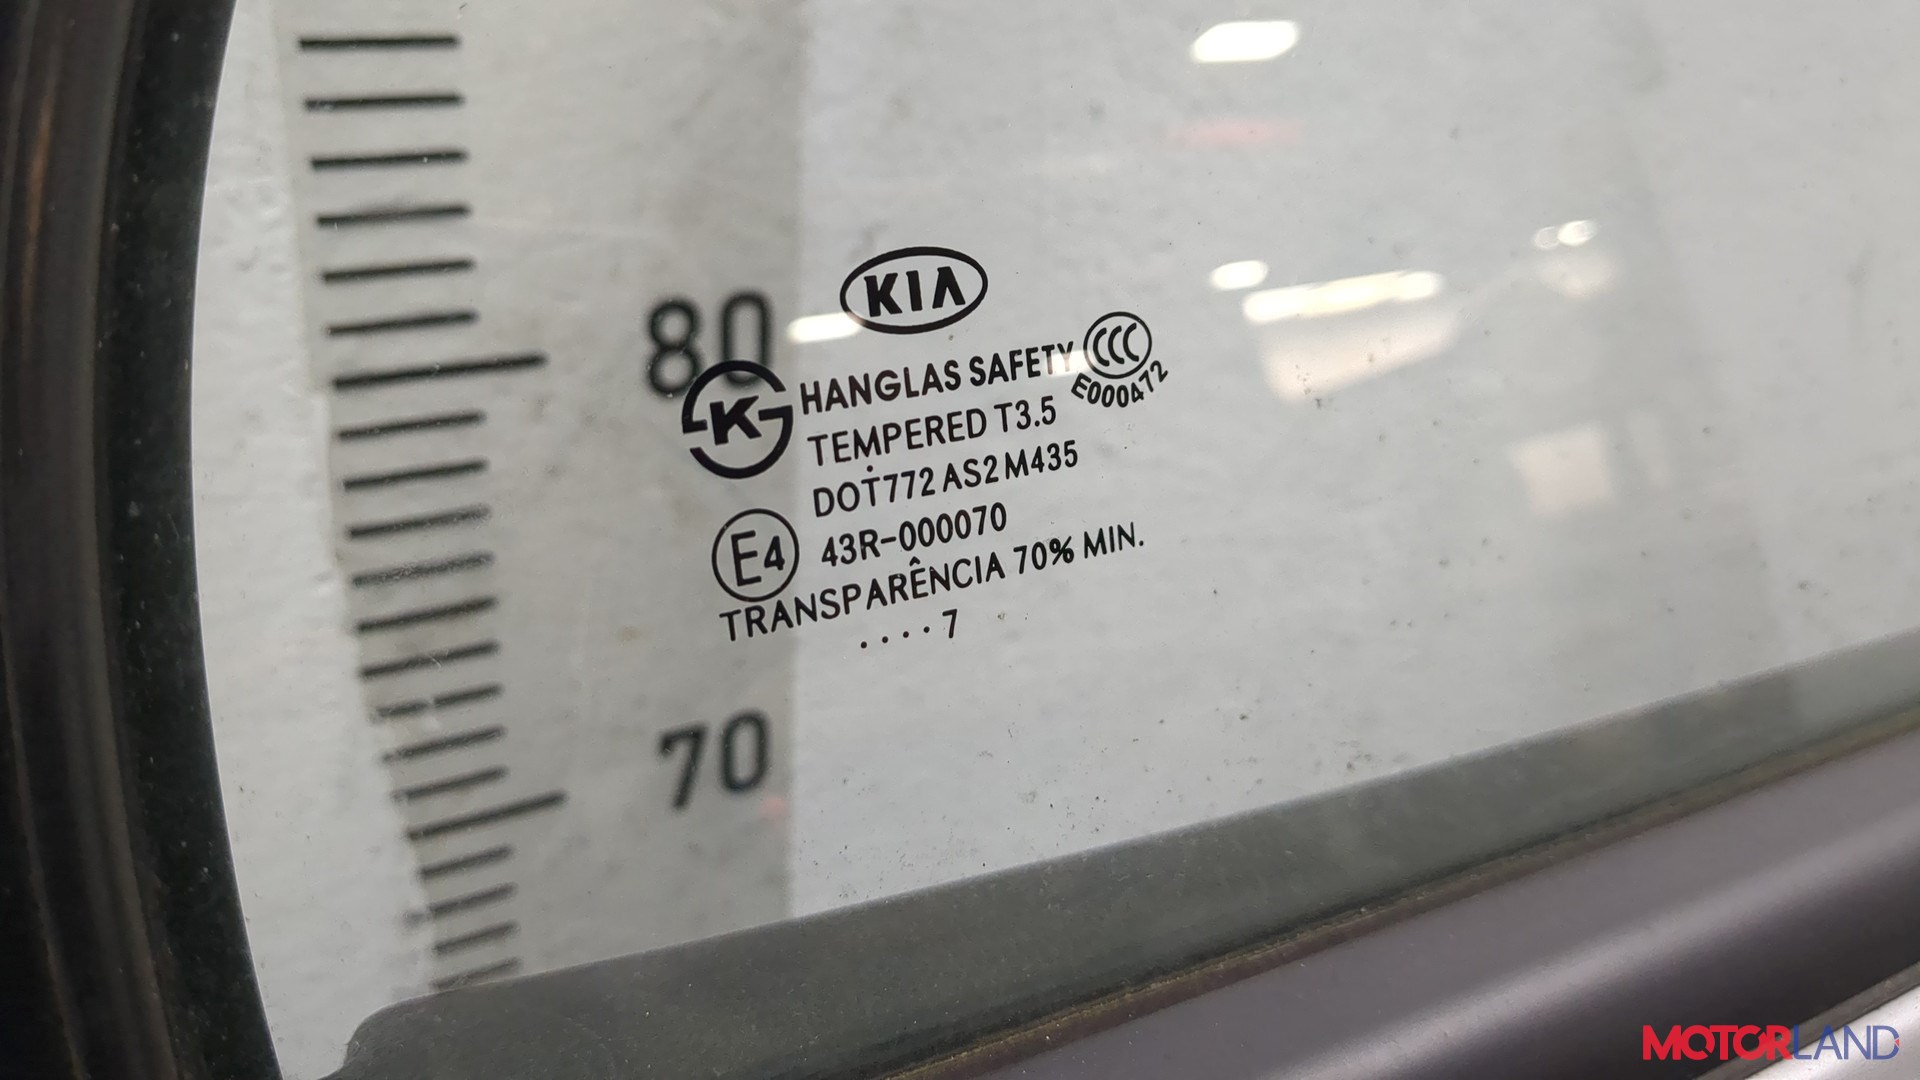 KIA
HANGLAS SAFETY
CCC
E000472
TEMPERED T3.5
K
DOT772 AS2 M435
E4 43R-000070
TRANSPARÊNCIA 70% MIN.
....7
80
70
MOTORLAND